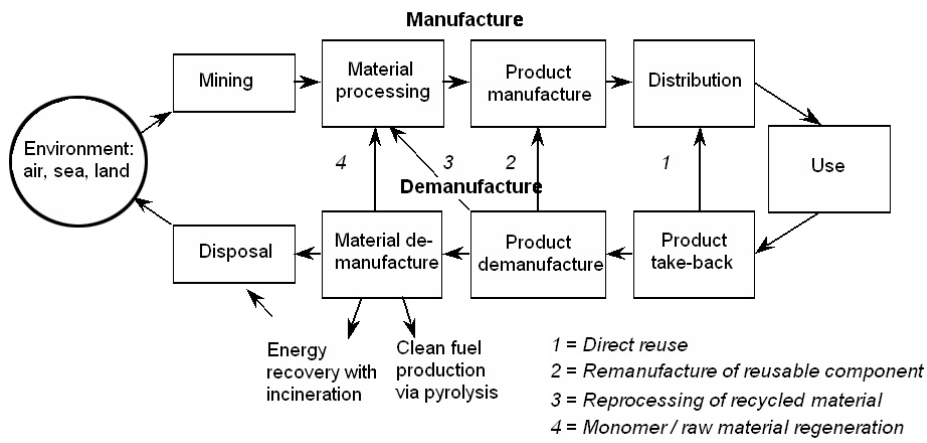 Manufacture
Mining
Material
processing
Product
manufacture
Distribution
Environment:
air, sea, land
4
3
2
1
Use
Demanufacture
Disposal
Material de-
manufacture
Product
demanufacture
Product
take-back
Energy
recovery with
incineration
Clean fuel
production
via pyrolysis
1 = Direct reuse
2 = Remanufacture of reusable component
3 = Reprocessing of recycled material
4 = Monomer / raw material regeneration